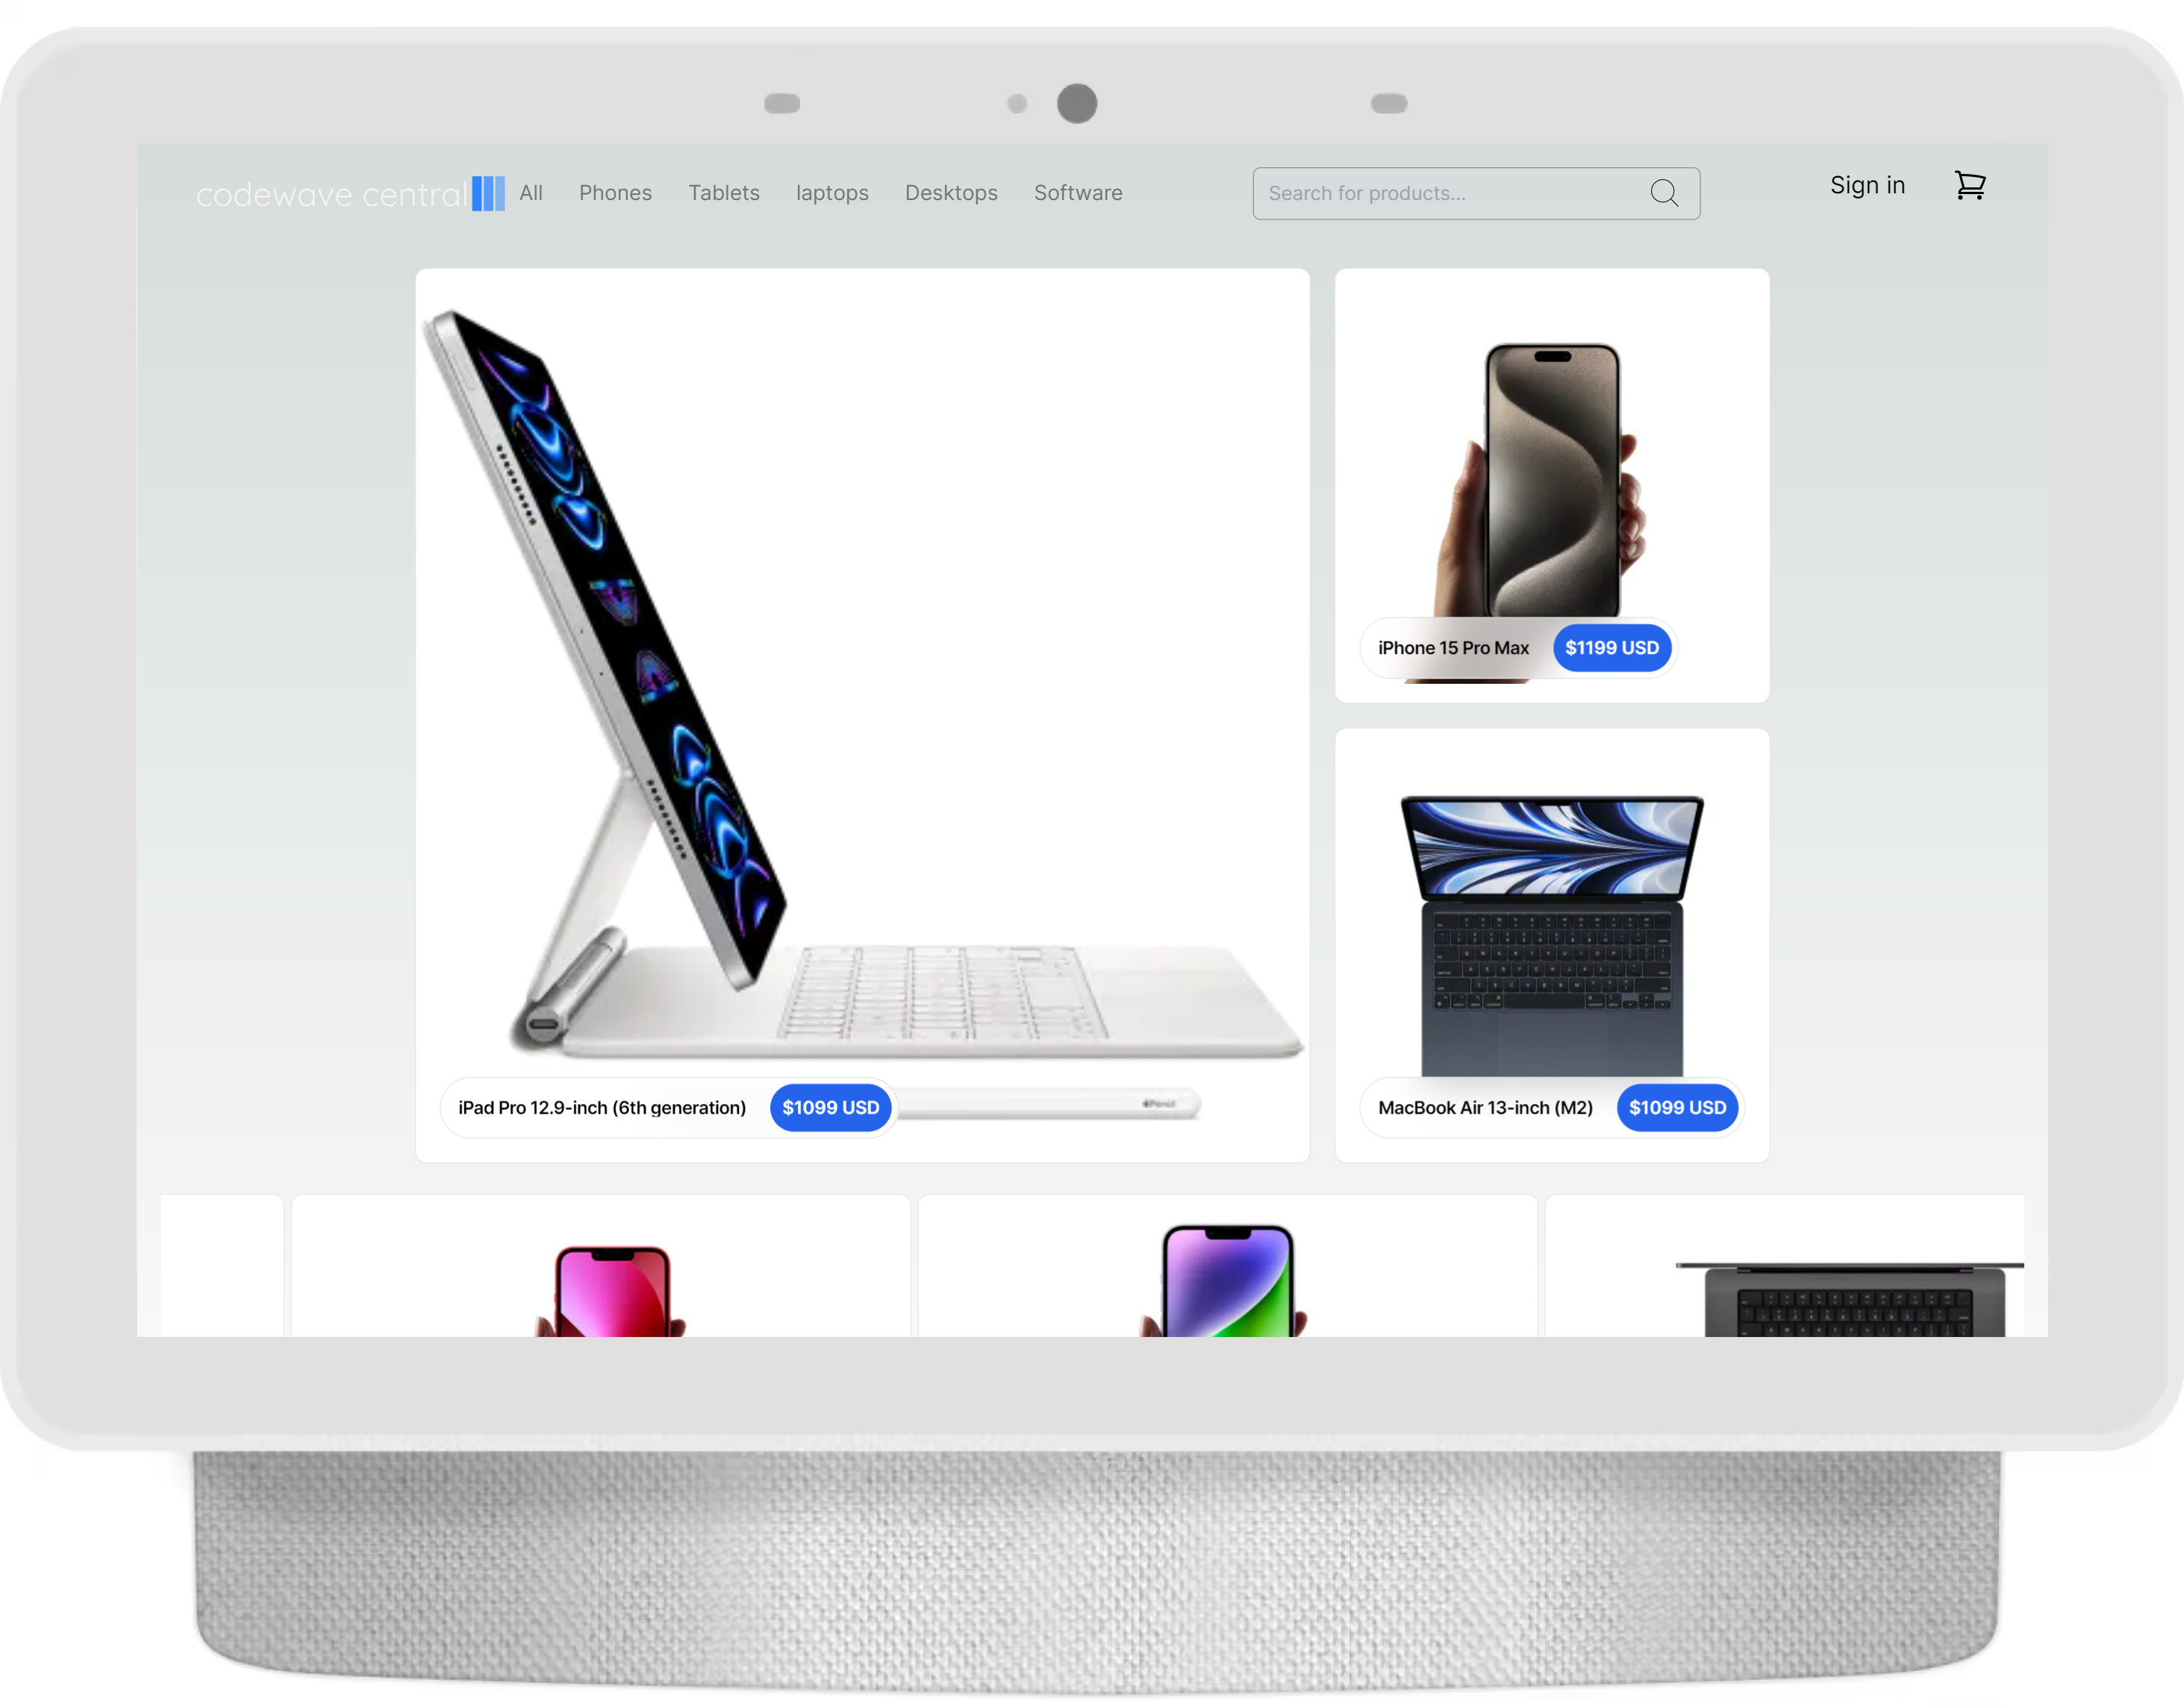 codewave central All Phones Tablets laptops Desktops Software Search for products... Sign in
iPhone 15 Pro Max $1199 USD
iPad Pro 12.9-inch (6th generation) $1099 USD
MacBook Air 13-inch (M2) $1099 USD
Pencil